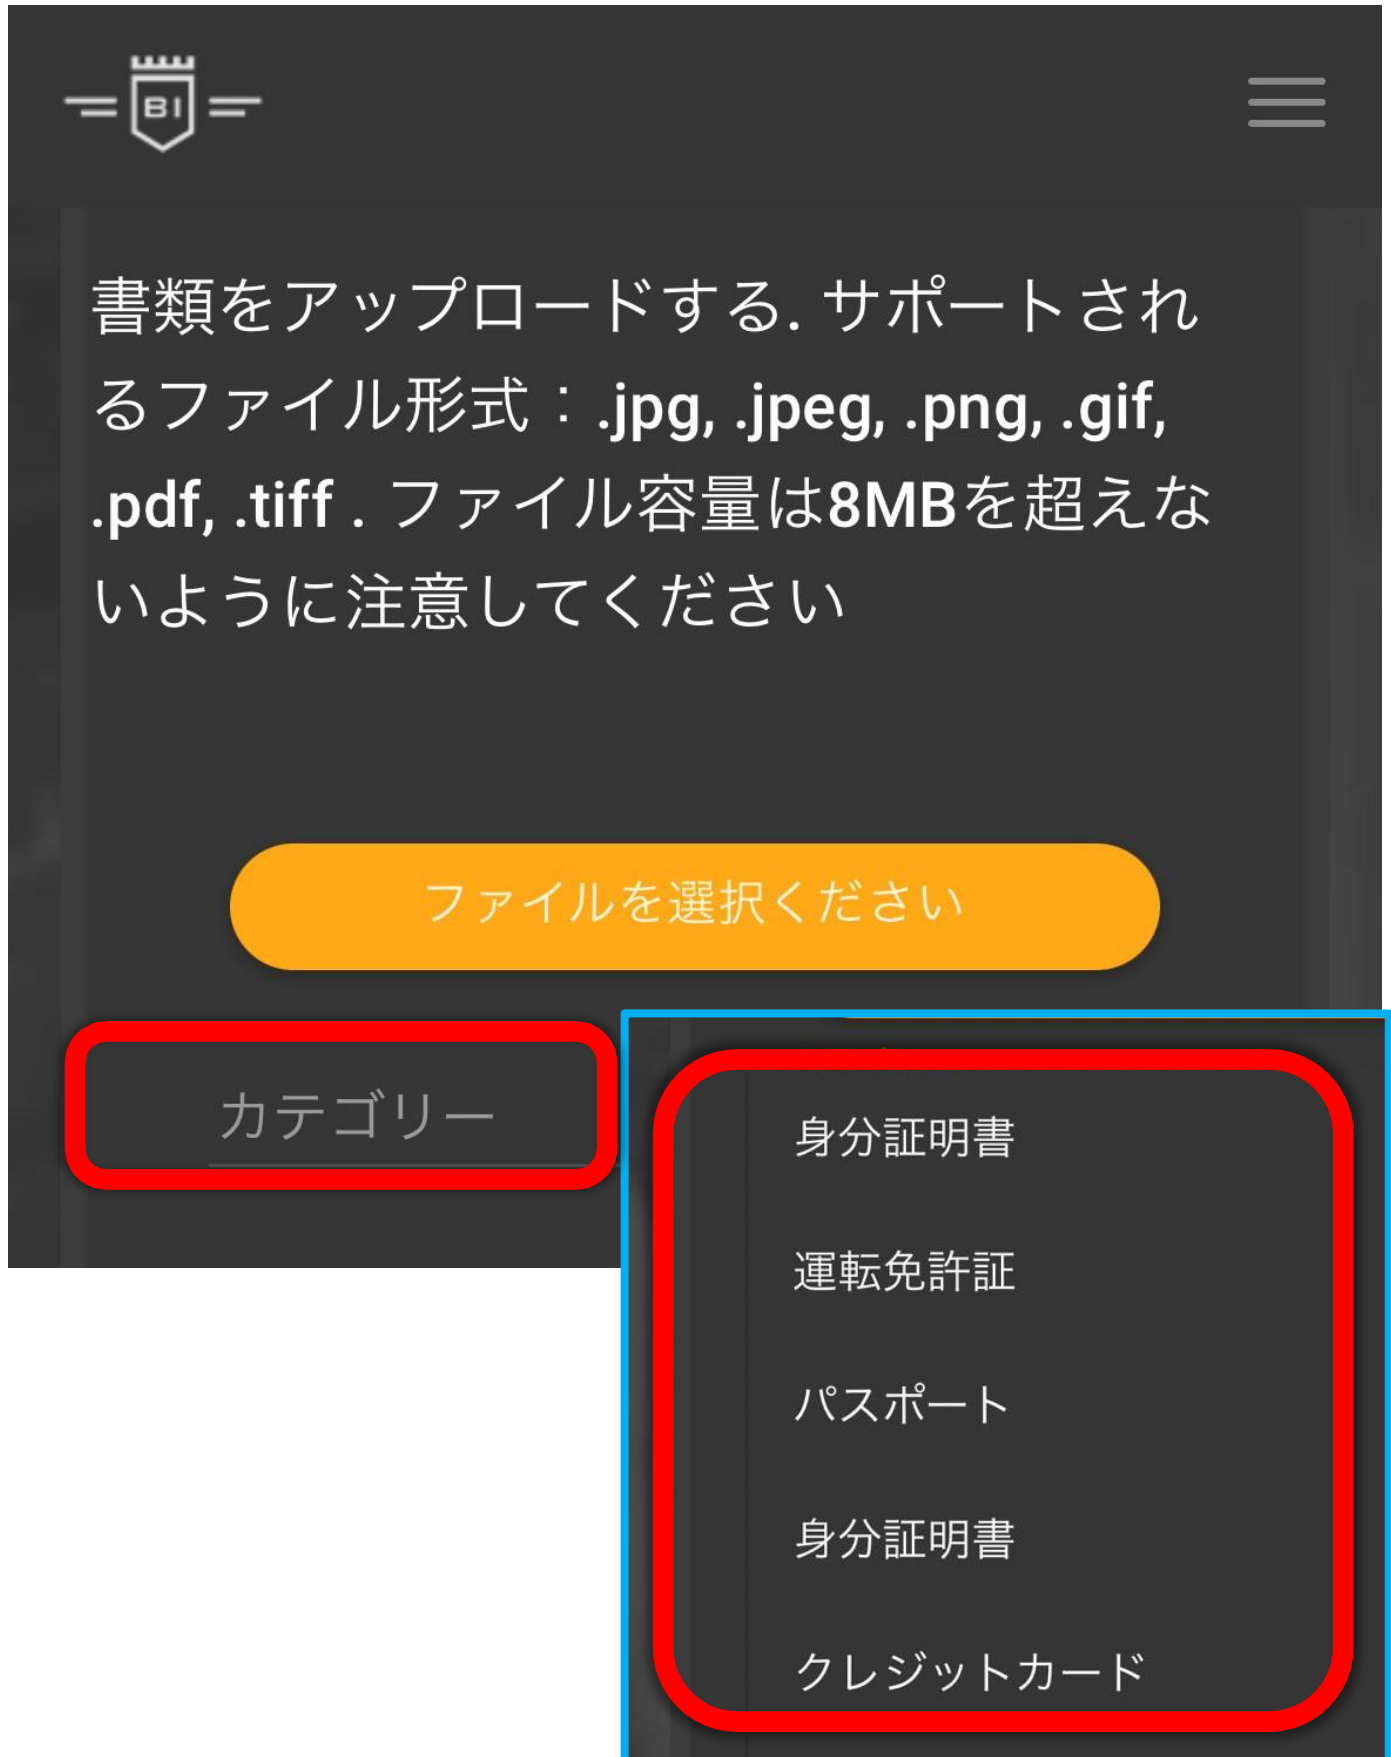 BI
書類をアップロードする. サポートされ
るファイル形式：.jpg, .jpeg, .png, .gif,
.pdf, .tiff . ファイル容量は8MBを超えな
いように注意してください
ファイルを選択ください
カテゴリー
身分証明書
運転免許証
パスポート
身分証明書
クレジットカード